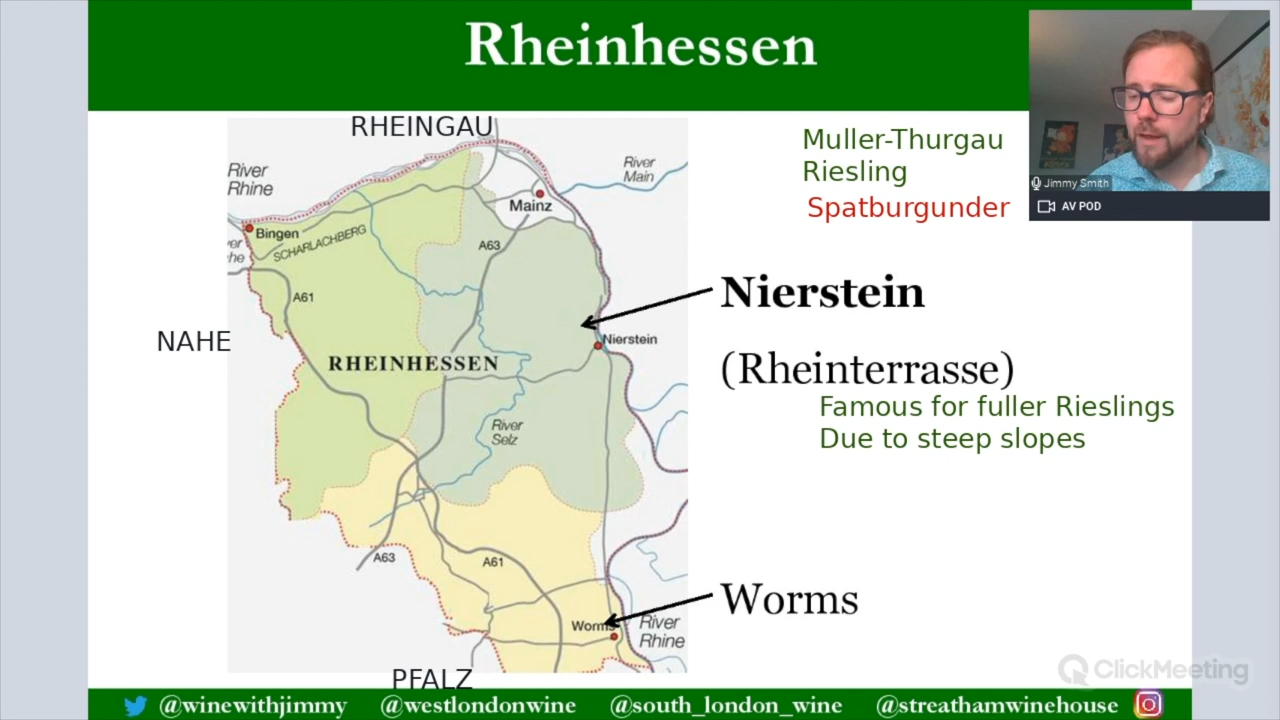 Rheinhessen
RHEINGAU
Muller-Thurgau
Riesling
Spatburgunder
Jimmy Smith
AV POD
River
Rhine
River
Main
Mainz
Bingen
SCHARLACHBERG
A63
A61
Nierstein
Nierstein
NAHE
RHEINHESSEN
(Rheinterrasse)
Famous for fuller Rieslings
Due to steep slopes
River
Selz
A63
A61
Worms
Worms
River
Rhine
PFALZ
ClickMeeting
@winewithjimmy @westlondonwine @south_london_wine @streathamwinehouse